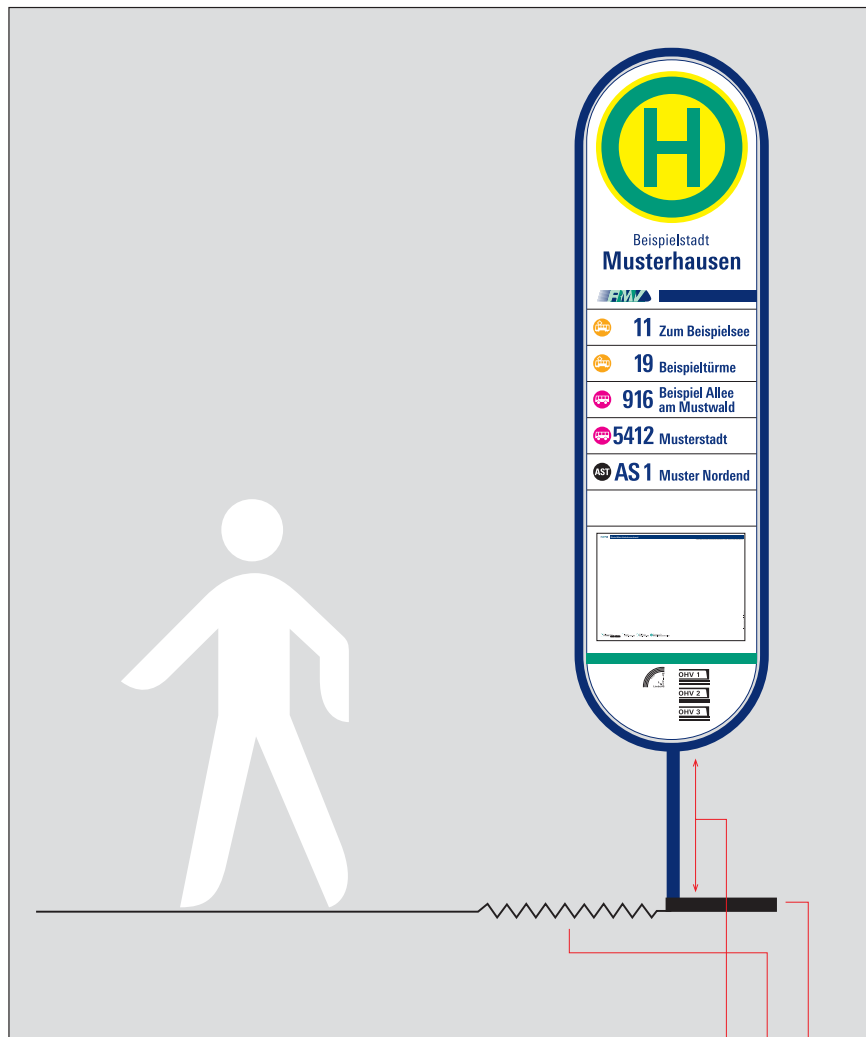 H
Beispielstadt
Musterhausen
FMV
11 Zum Beispielsee
19 Beispieltürme
916 Beispiel Allee
am Mustwald
5412 Musterstadt
AST AS 1 Muster Nordend
OHV 1
OHV 2
OHV 3